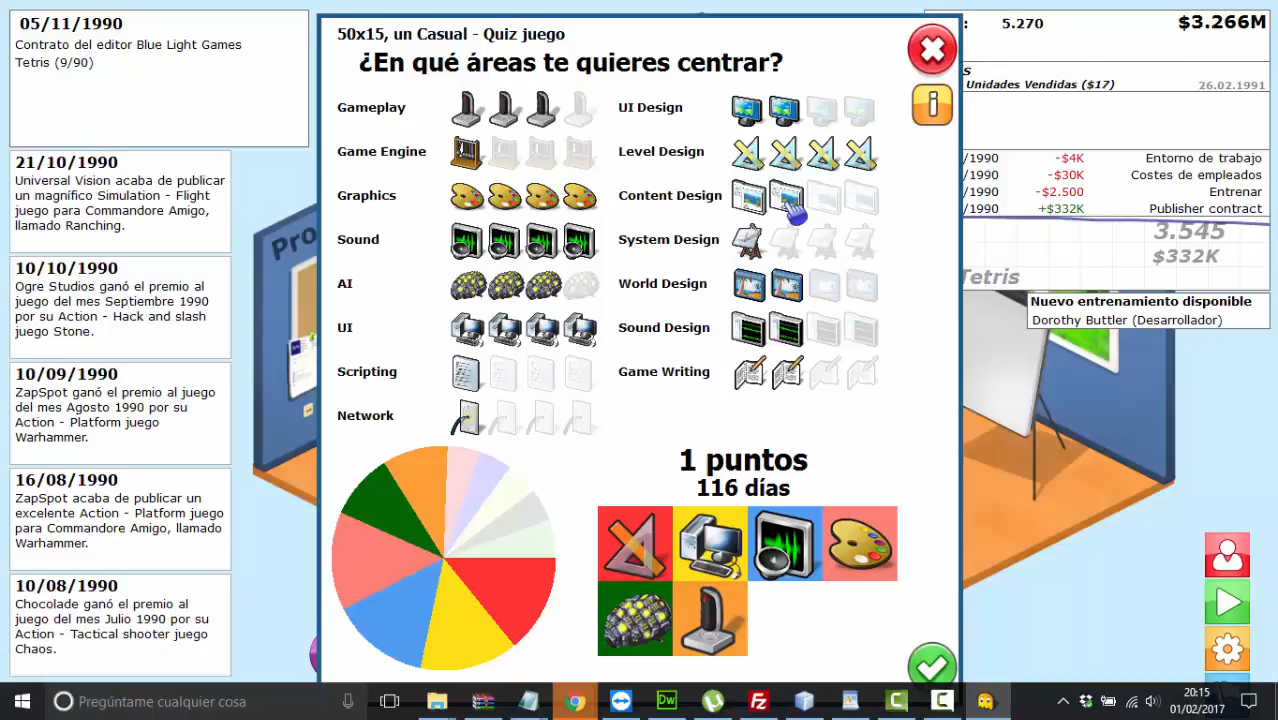 05/11/1990
Contrato del editor Blue Light Games
Tetris (9/90)
21/10/1990
Universal Vision acaba de publicar
un magnífico Simulation - Flight
juego para Commandore Amigo,
llamado Ranching.
10/10/1990
Ogre Studios ganó el premio al
juego del mes Septiembre 1990
por su Action - Hack and slash
juego Stone.
10/09/1990
ZapSpot ganó el premio al juego
del mes Agosto 1990 por su
Action - Platform juego
Warhammer.
16/08/1990
ZapSpot acaba de publicar un
excelente Action - Platform juego
para Commandore Amigo, llamado
Warhammer.
10/08/1990
Chocolade ganó el premio al
juego del mes Julio 1990 por su
Action - Tactical shooter juego
Chaos.
Pro
50x15, un Casual - Quiz juego
¿En qué áreas te quieres centrar?
Gameplay
Game Engine
Graphics
Sound
AI
UI
Scripting
Network
UI Design
Level Design
Content Design
System Design
World Design
Sound Design
Game Writing
1 puntos
116 días
i
: 5.270 $3.266M
S
Unidades Vendidas ($17) 26.02.1991
/1990 -$4K Entorno de trabajo
/1990 -$30K Costes de empleados
/1990 -$2.500 Entrenar
/1990 +$332K Publisher contract
3.545
$332K
Tetris
Nuevo entrenamiento disponible
Dorothy Buttler (Desarrollador)
Pregúntame cualquier cosa
Dw
Fz
C
C
20:15
01/02/2017